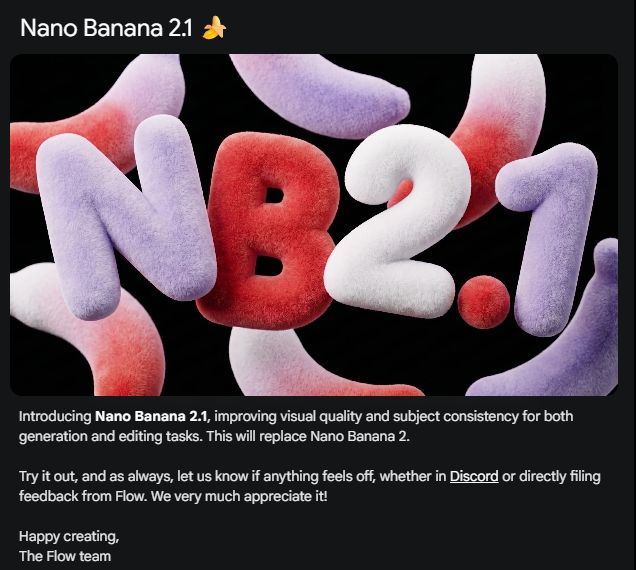 Nano Banana 2.1 🍌
NB2.1
Introducing Nano Banana 2.1, improving visual quality and subject consistency for both
generation and editing tasks. This will replace Nano Banana 2.
Try it out, and as always, let us know if anything feels off, whether in Discord or directly filing
feedback from Flow. We very much appreciate it!
Happy creating,
The Flow team